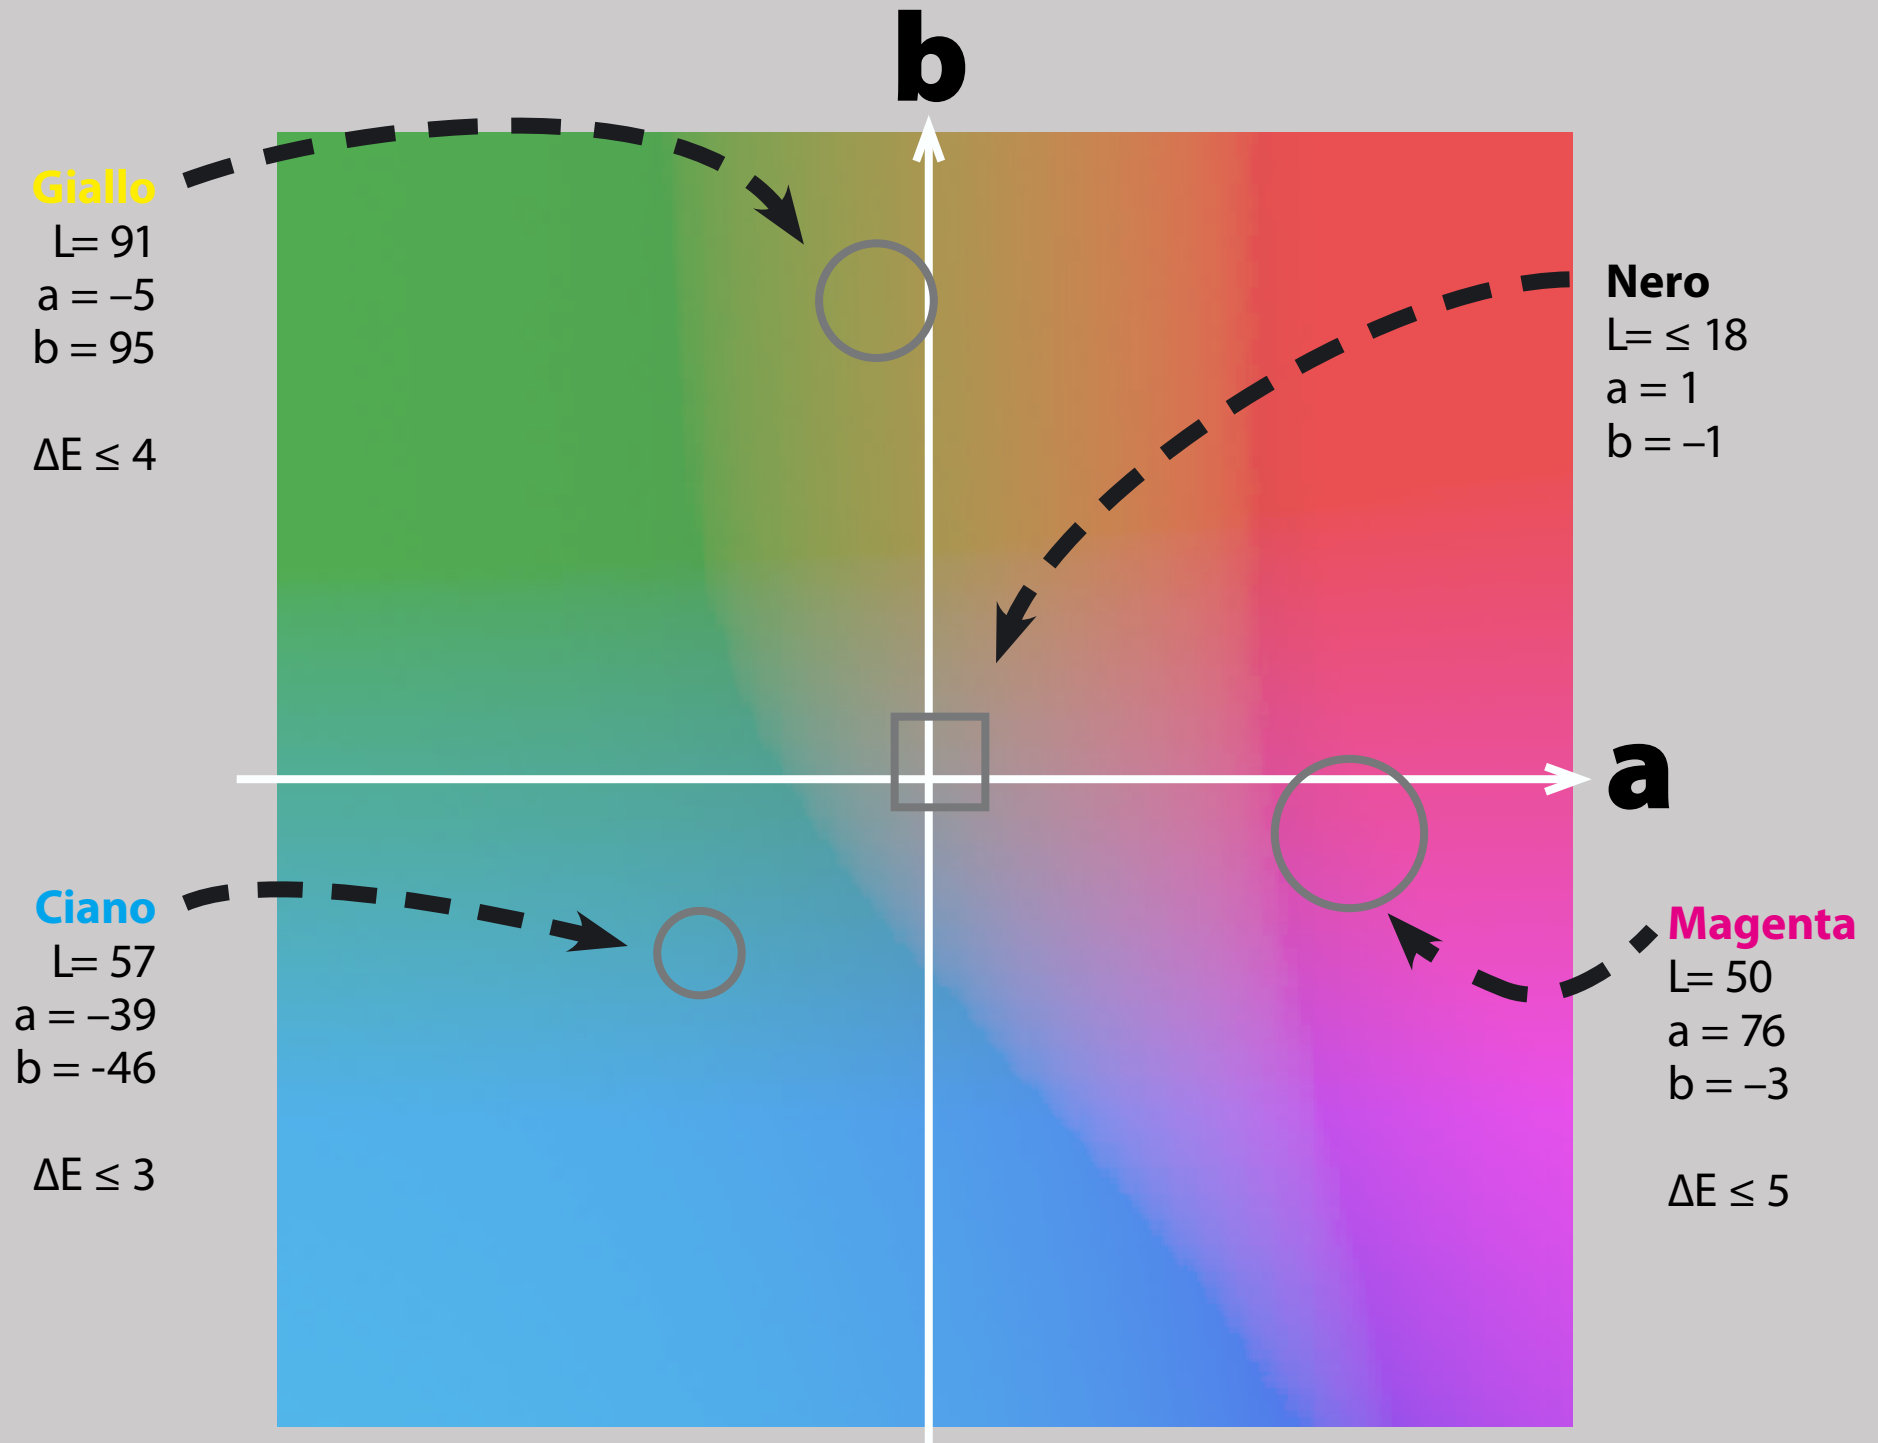 b
Giallo
L= 91
a = –5
b = 95
ΔE ≤ 4
Nero
L= ≤ 18
a = 1
b = –1
a
Ciano
L= 57
a = –39
b = -46
ΔE ≤ 3
Magenta
L= 50
a = 76
b = –3
ΔE ≤ 5